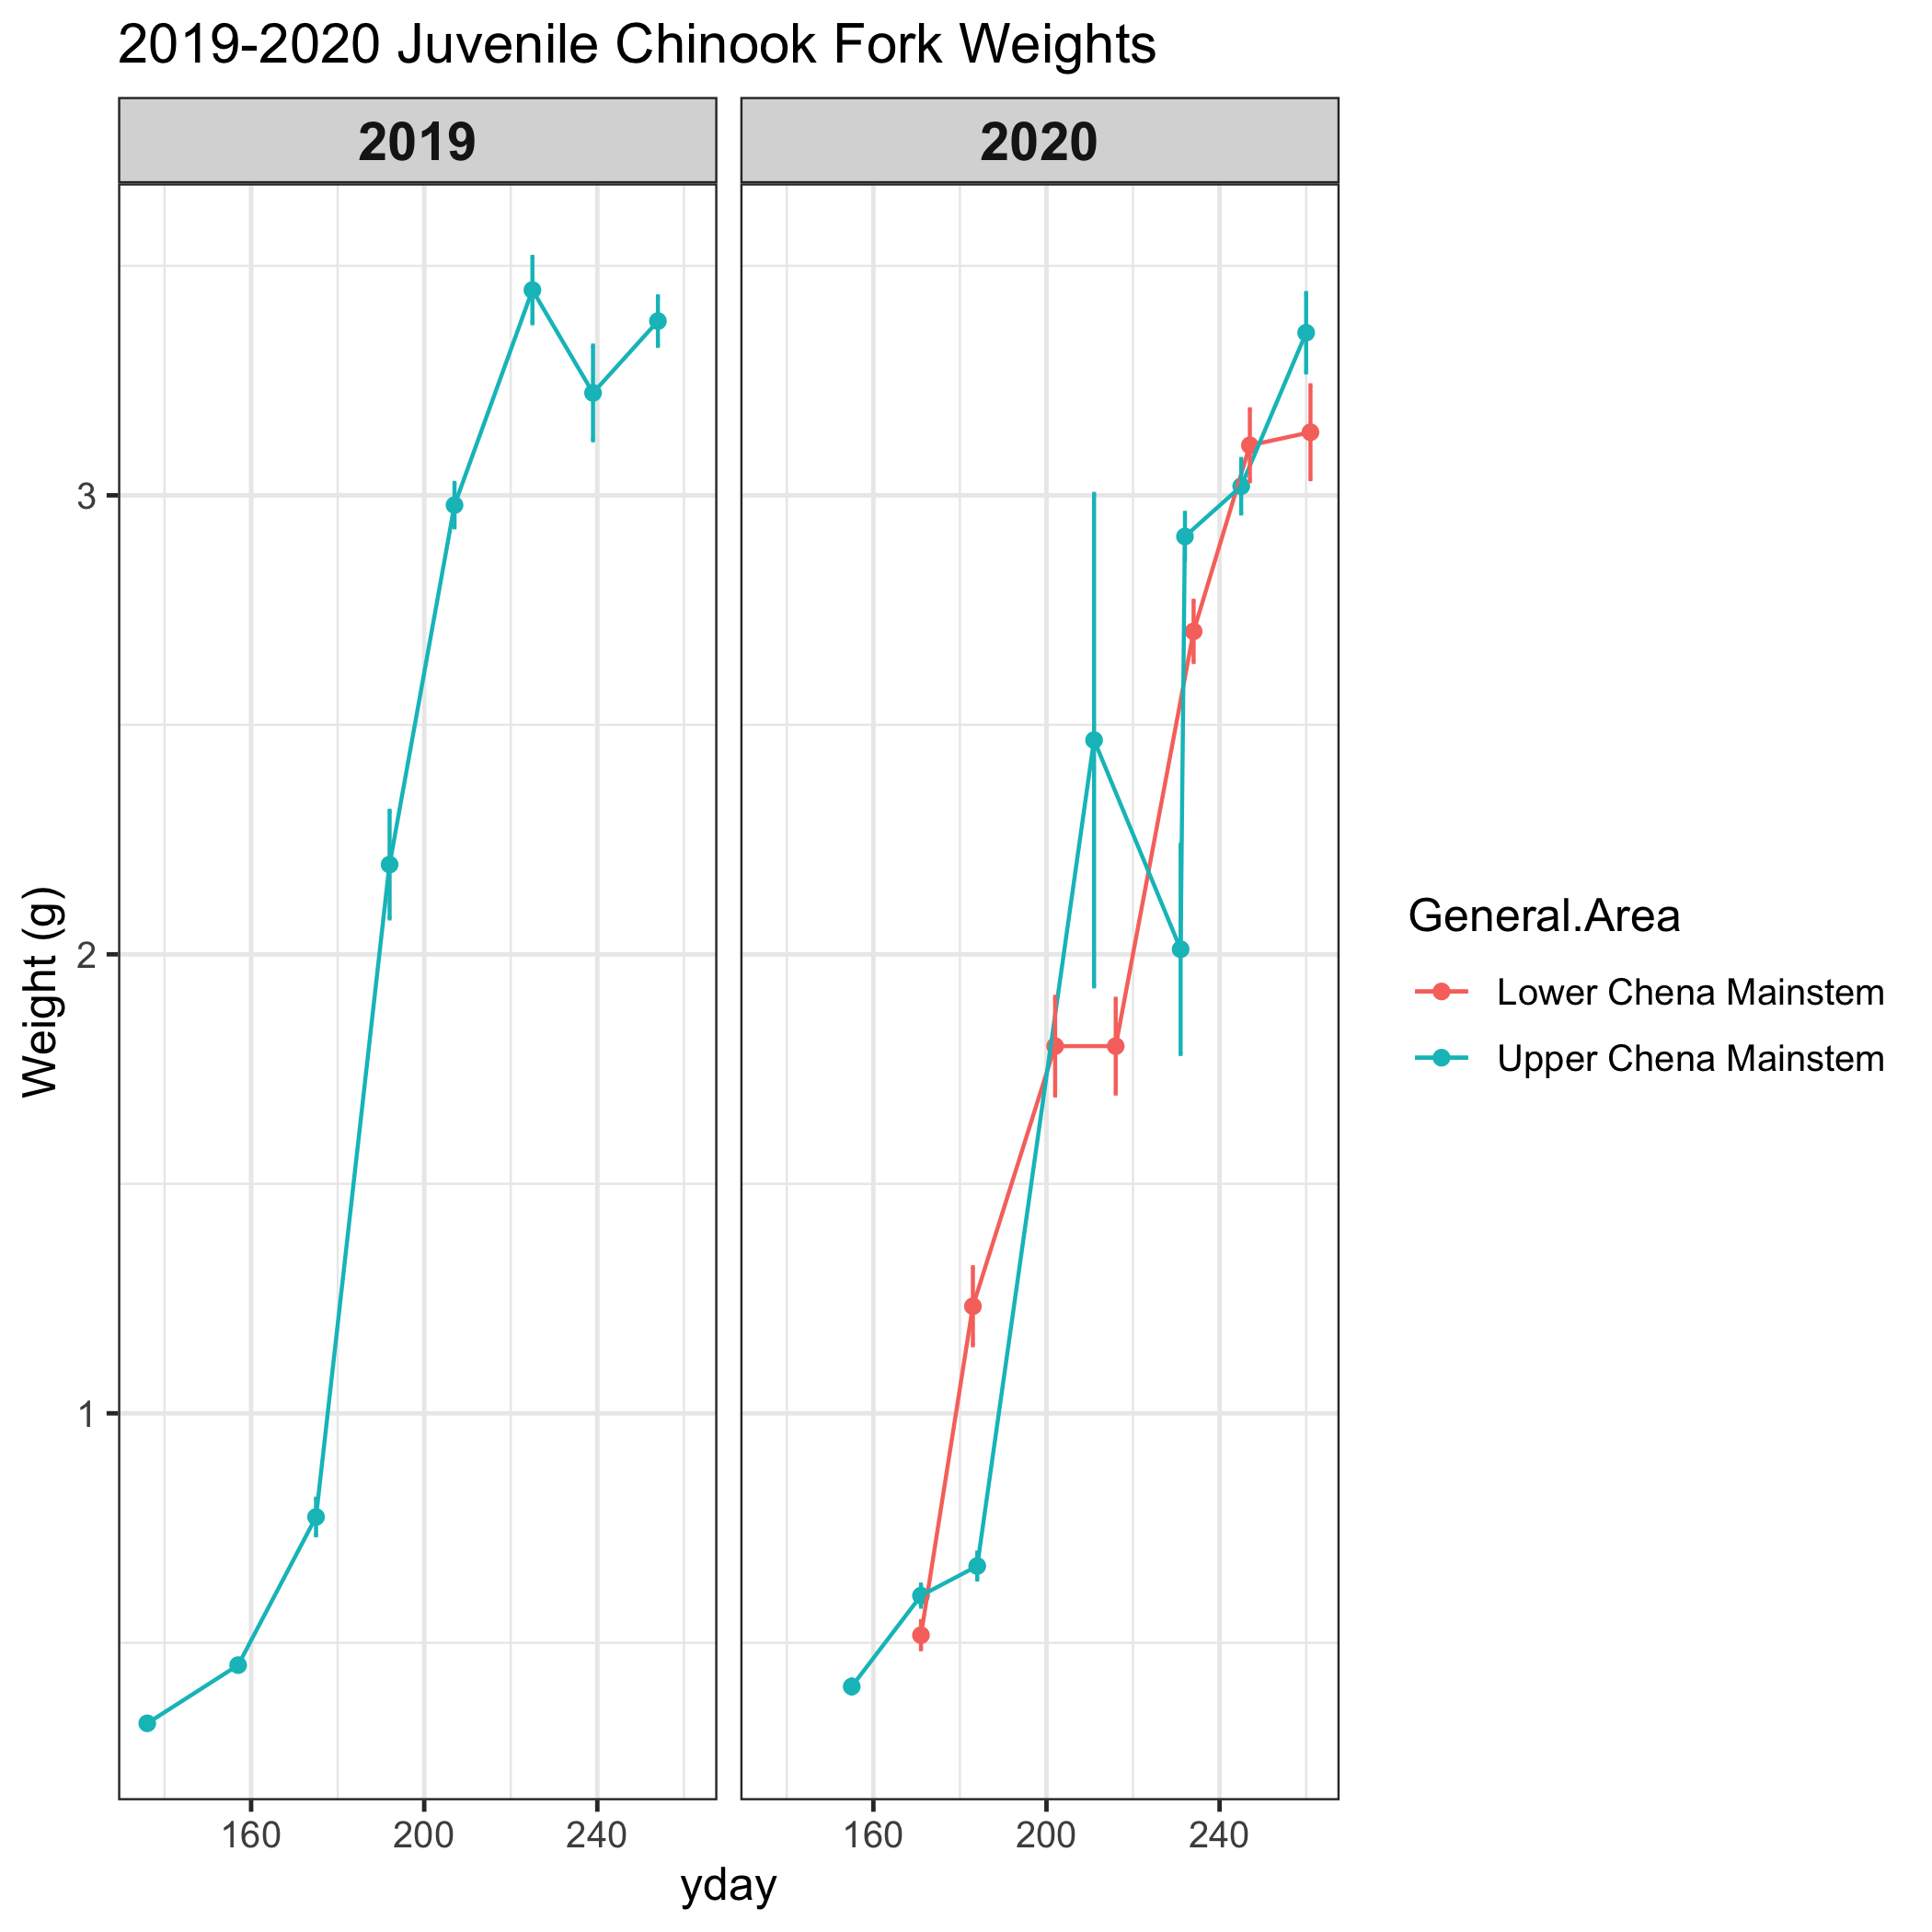 2019-2020 Juvenile Chinook Fork Weights
2019
2020
Weight (g)
3
2
1
160
200
240
160
200
240
yday
General.Area
Lower Chena Mainstem
Upper Chena Mainstem